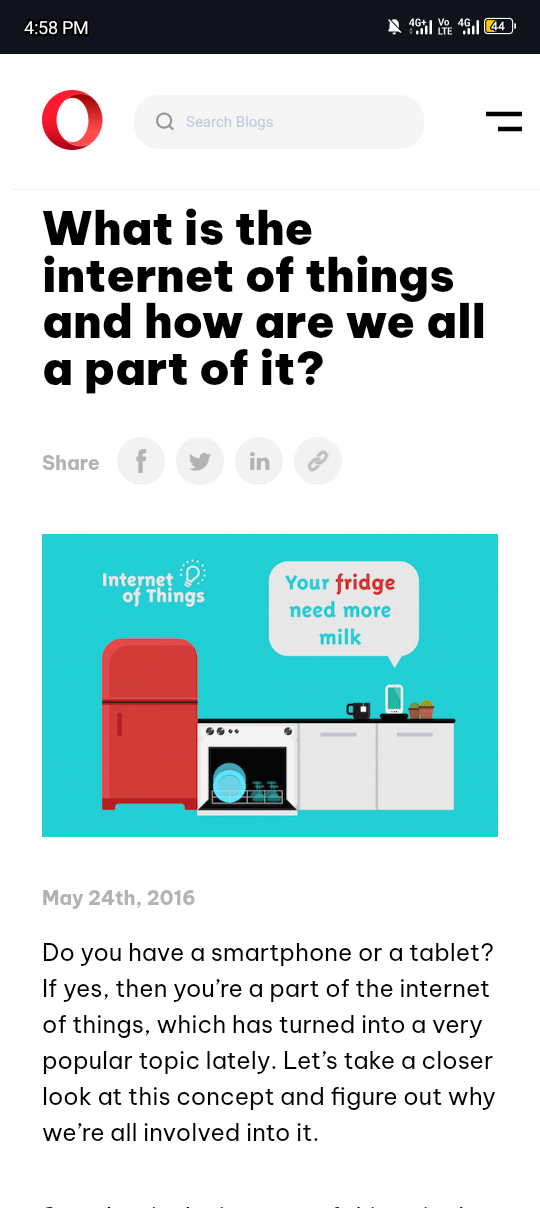 4:58 PM
4G+
Vo
LTE
4G
44
Search Blogs
What is the
internet of things
and how are we all
a part of it?
Share
Internet
of Things
Your fridge
need more
milk
May 24th, 2016
Do you have a smartphone or a tablet?
If yes, then you’re a part of the internet
of things, which has turned into a very
popular topic lately. Let’s take a closer
look at this concept and figure out why
we’re all involved into it.